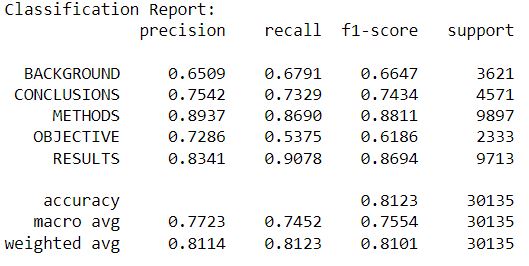 Classification Report:
precision recall f1-score support
BACKGROUND 0.6509 0.6791 0.6647 3621
CONCLUSIONS 0.7542 0.7329 0.7434 4571
METHODS 0.8937 0.8690 0.8811 9897
OBJECTIVE 0.7286 0.5375 0.6186 2333
RESULTS 0.8341 0.9078 0.8694 9713
accuracy 0.8123 30135
macro avg 0.7723 0.7452 0.7554 30135
weighted avg 0.8114 0.8123 0.8101 30135